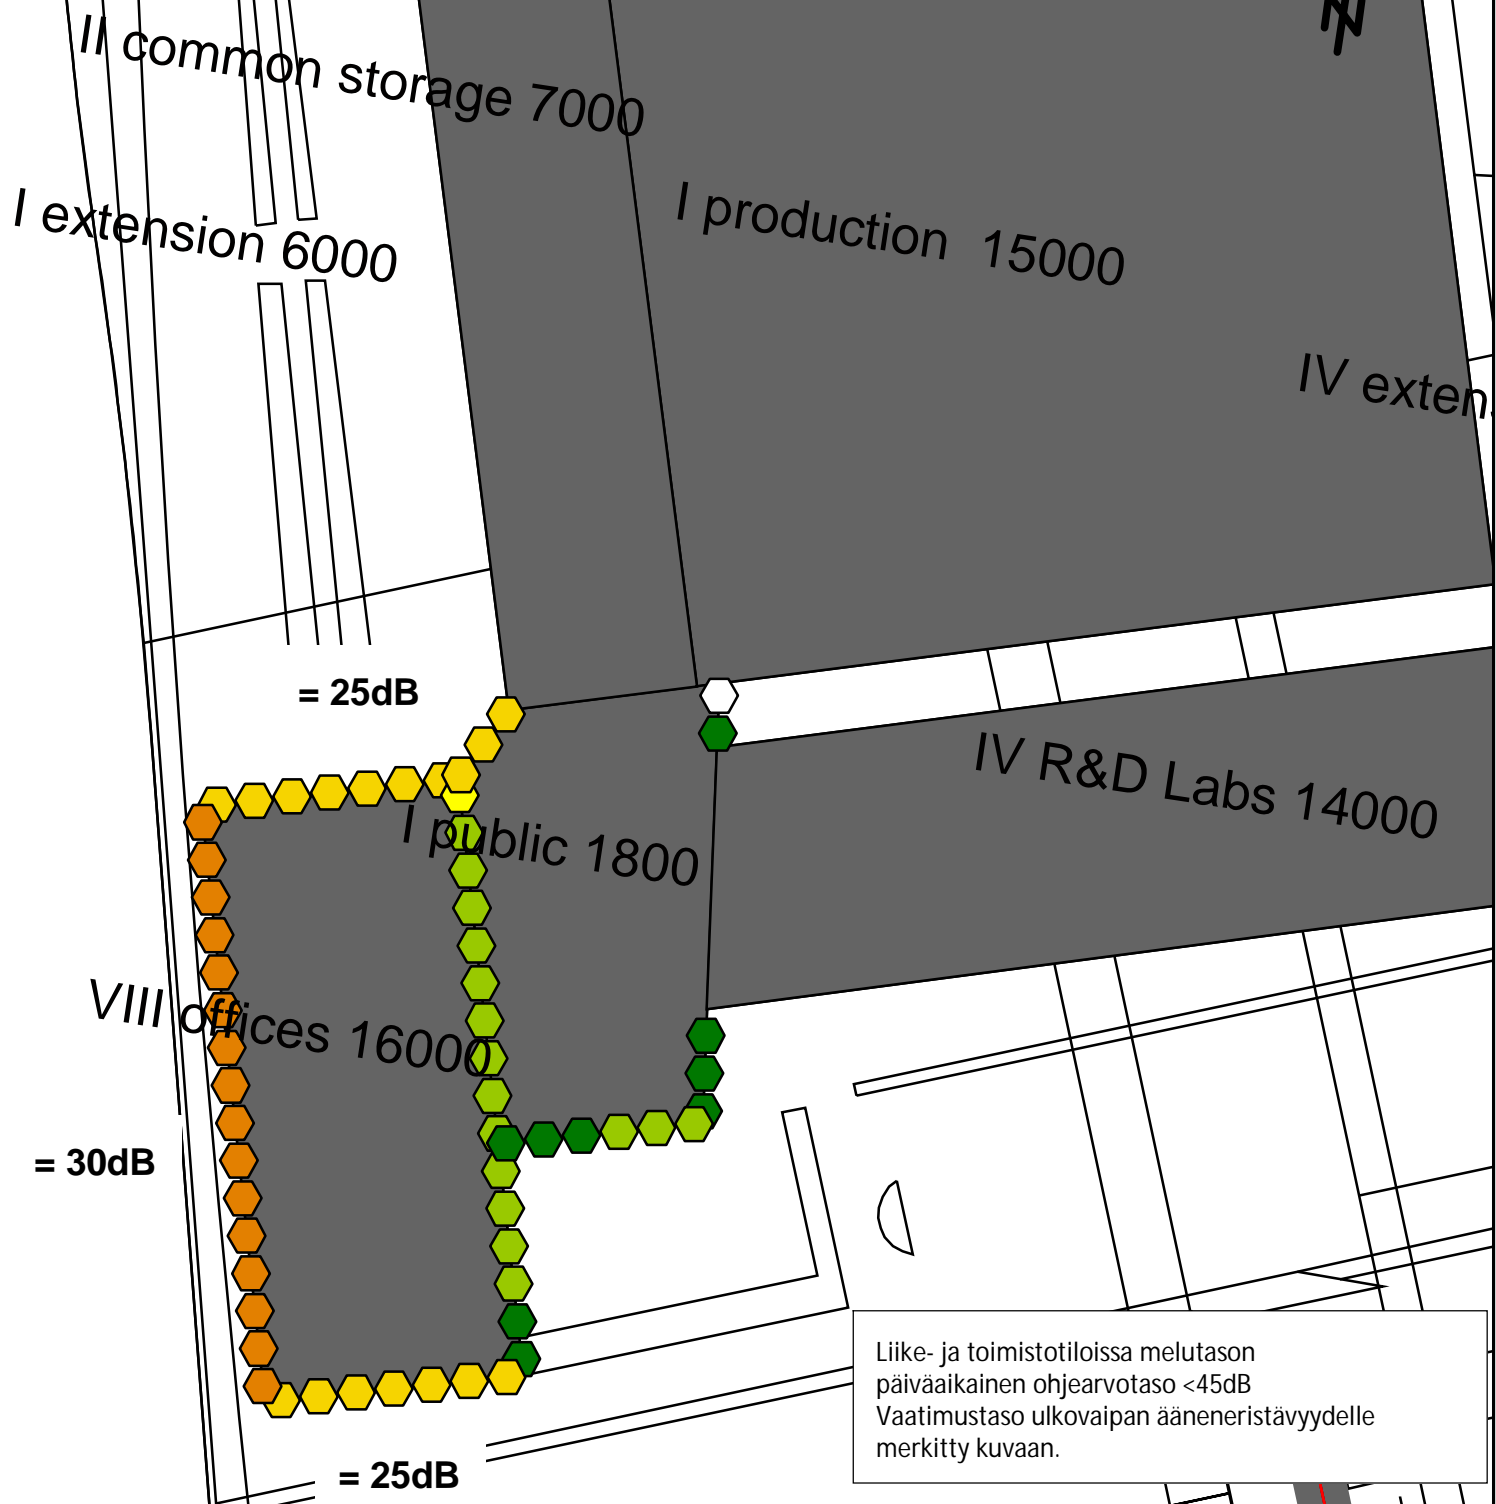 II common storage 7000
I extension 6000
I production 15000
IV exten
= 25dB
IV R&D Labs 14000
I public 1800
VIII offices 16000
= 30dB
Liike- ja toimistotiloissa melutason
päiväaikainen ohjearvotaso <45dB
Vaatimustaso ulkovaipan ääneneristävyydelle
merkitty kuvaan.
= 25dB